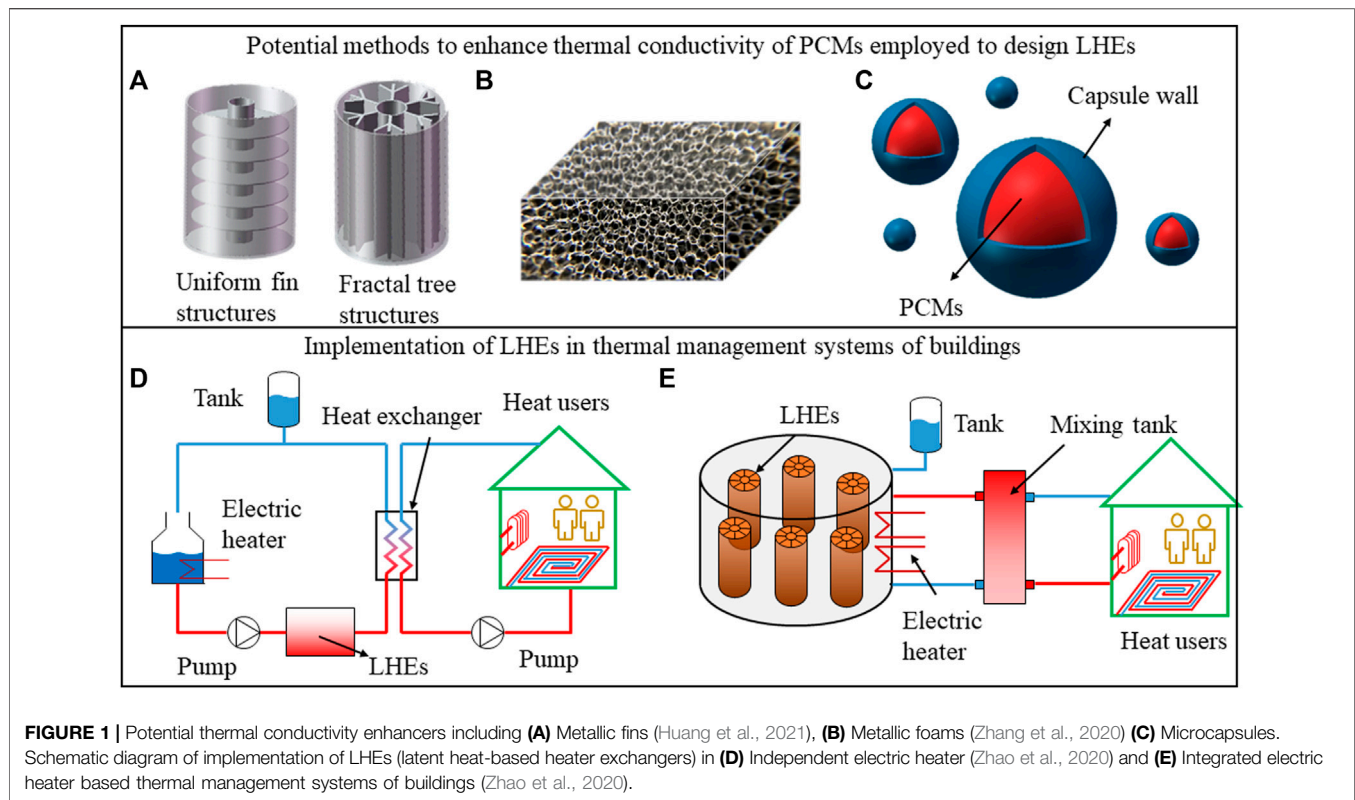 Potential methods to enhance thermal conductivity of PCMs employed to design LHEs
A
B
C
Capsule wall
Uniform fin
structures
Fractal tree
structures
PCMs
Implementation of LHEs in thermal management systems of buildings
D
Tank
Heat exchanger
Heat users
Electric
heater
Pump
LHEs
Pump
E
LHEs
Tank
Mixing tank
Electric
heater
Heat users
FIGURE 1 | Potential thermal conductivity enhancers including (A) Metallic fins (Huang et al., 2021), (B) Metallic foams (Zhang et al., 2020) (C) Microcapsules.
Schematic diagram of implementation of LHEs (latent heat-based heater exchangers) in (D) Independent electric heater (Zhao et al., 2020) and (E) Integrated electric
heater based thermal management systems of buildings (Zhao et al., 2020).